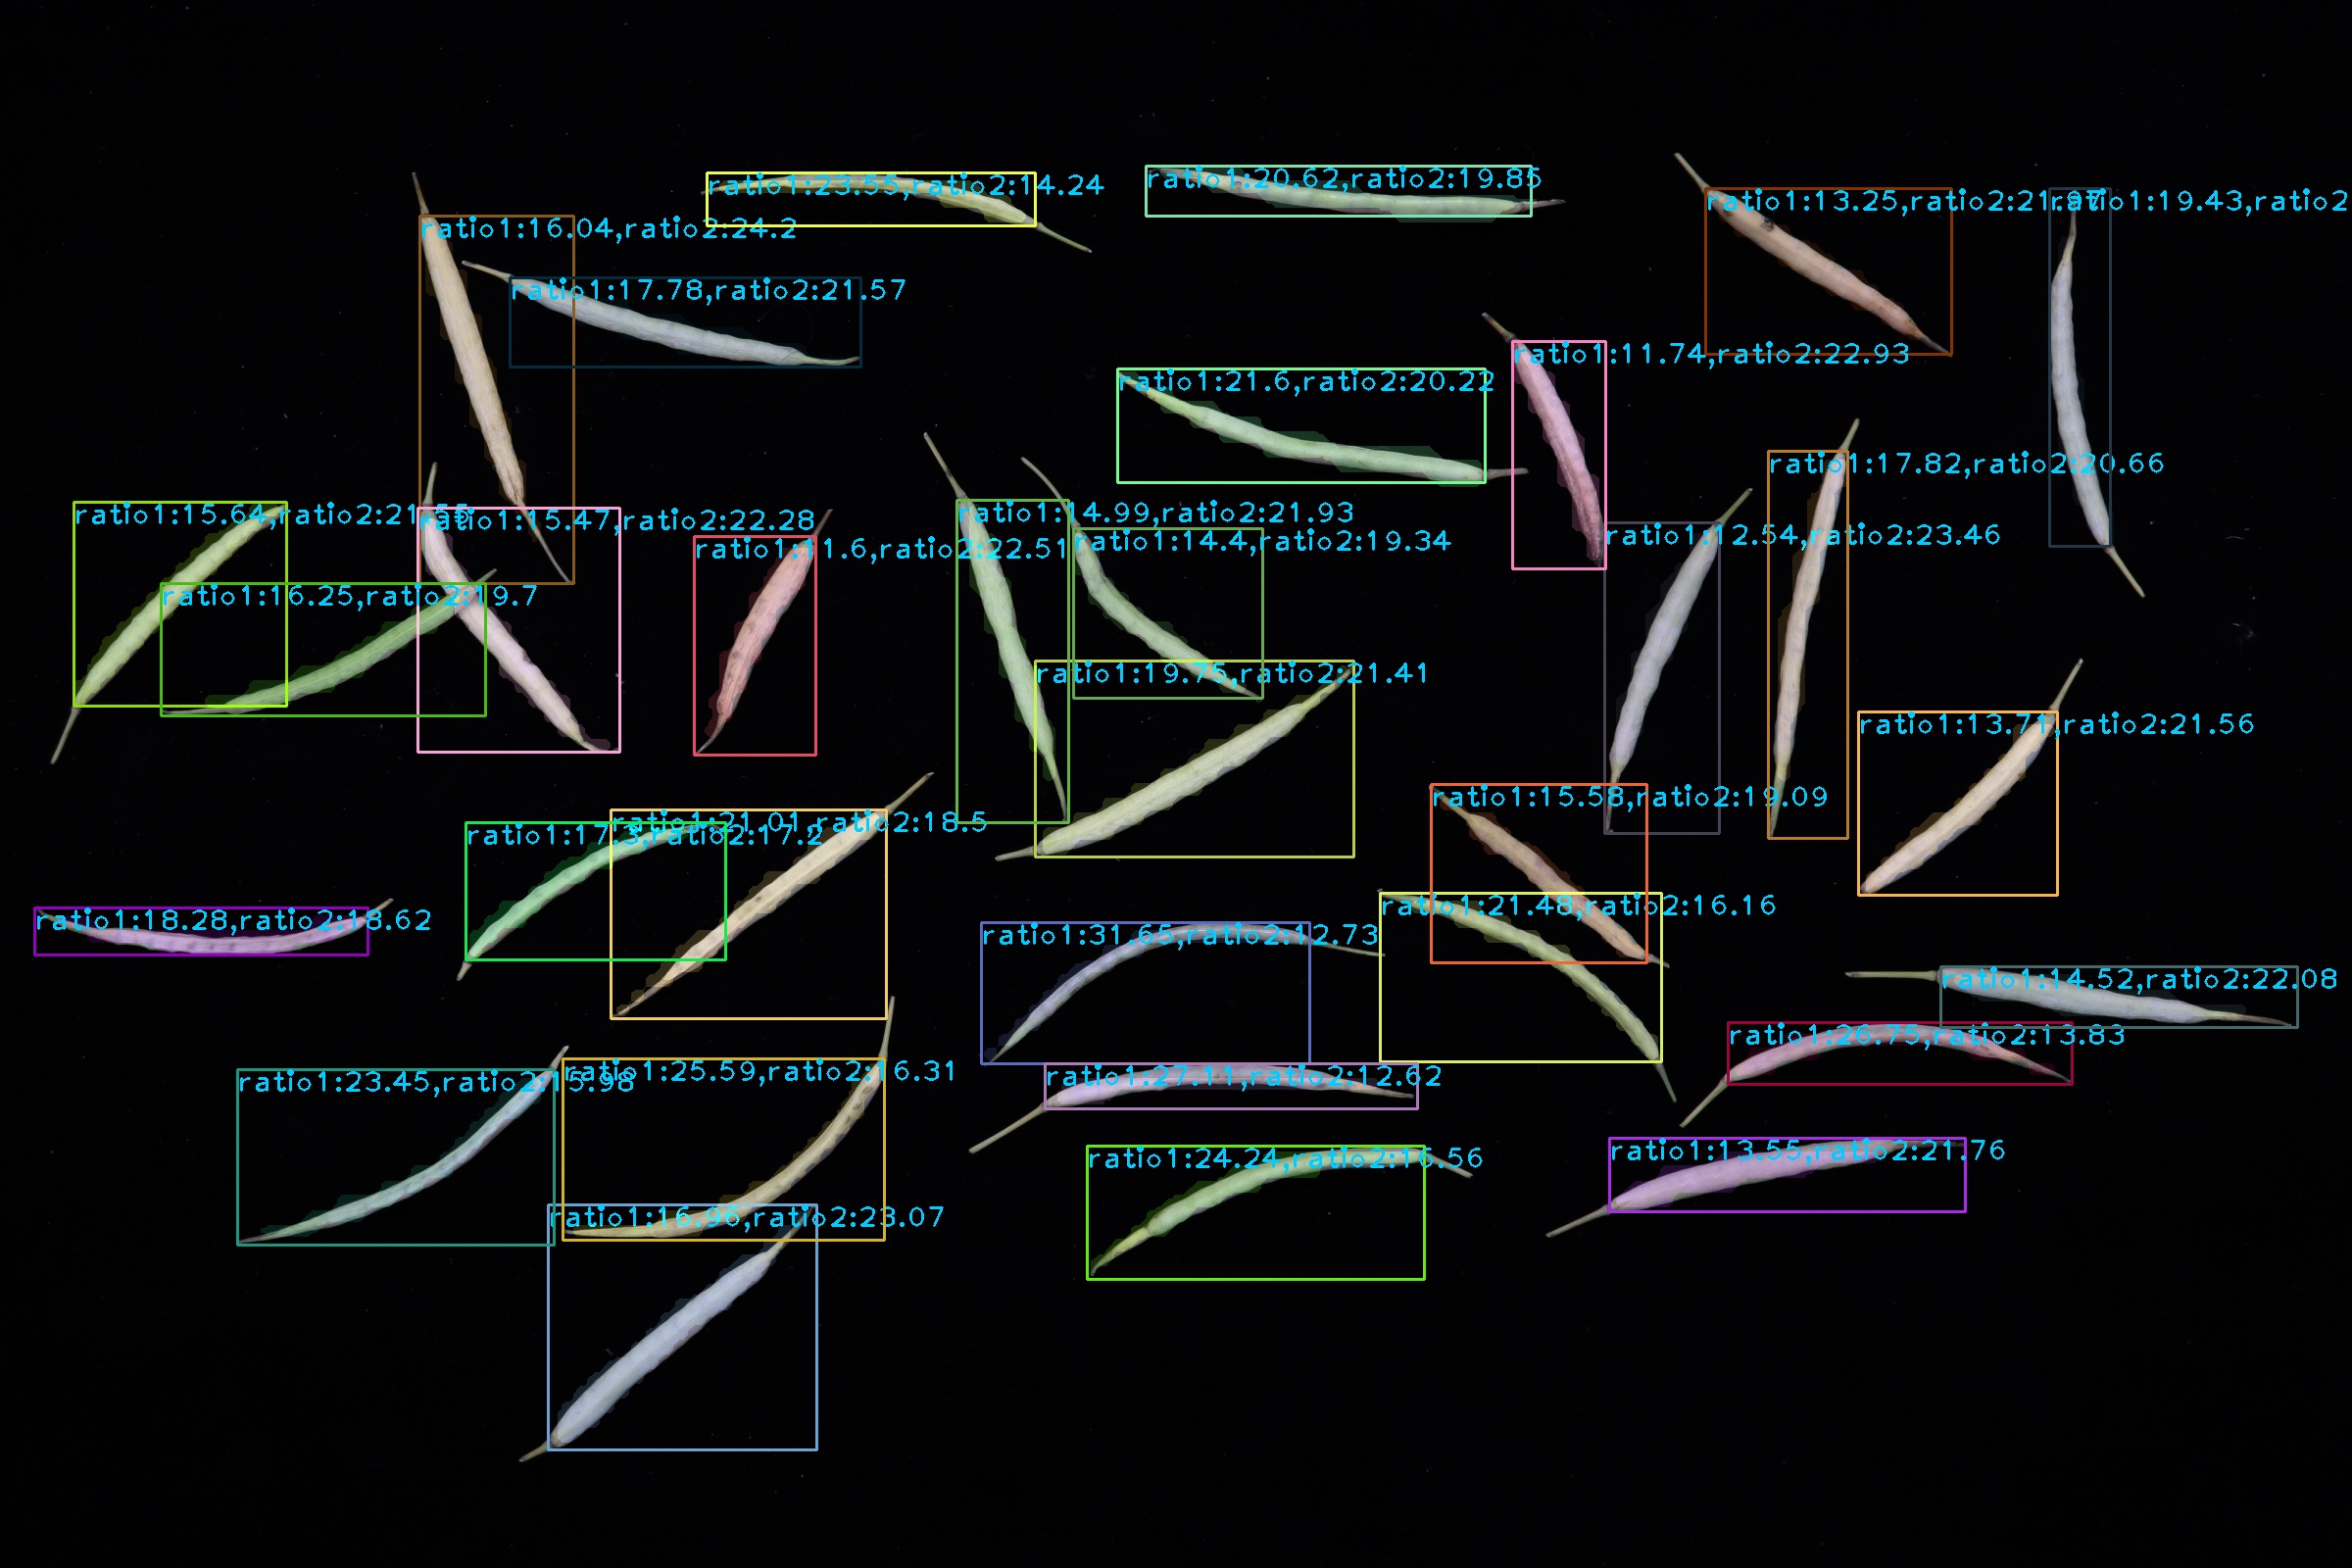 ratio1:23.55,ratio2:14.24
ratio1:20.62,ratio2:19.85
ratio1:13.25,ratio2:21.97
ratio1:19.43,ratio2
ratio1:16.04,ratio2:24.2
ratio1:17.78,ratio2:21.57
ratio1:11.74,ratio2:22.93
ratio1:21.6,ratio2:20.22
ratio1:17.82,ratio2:20.66
ratio1:15.64,ratio2:21.55
ratio1:15.47,ratio2:22.28
ratio1:14.99,ratio2:21.93
ratio1:12.54,ratio2:23.46
ratio1:11.6,ratio2:22.51
ratio1:14.4,ratio2:19.34
ratio1:16.25,ratio2:19.7
ratio1:19.75,ratio2:21.41
ratio1:13.71,ratio2:21.56
ratio1:15.58,ratio2:19.09
ratio1:21.01,ratio2:18.5
ratio1:17.3,ratio2:17.2
ratio1:21.48,ratio2:16.16
ratio1:18.28,ratio2:18.62
ratio1:31.65,ratio2:12.73
ratio1:14.52,ratio2:22.08
ratio1:26.75,ratio2:13.83
ratio1:25.59,ratio2:16.31
ratio1:27.11,ratio2:12.62
ratio1:23.45,ratio2:15.98
ratio1:13.55,ratio2:21.76
ratio1:24.24,ratio2:16.56
ratio1:16.96,ratio2:23.07